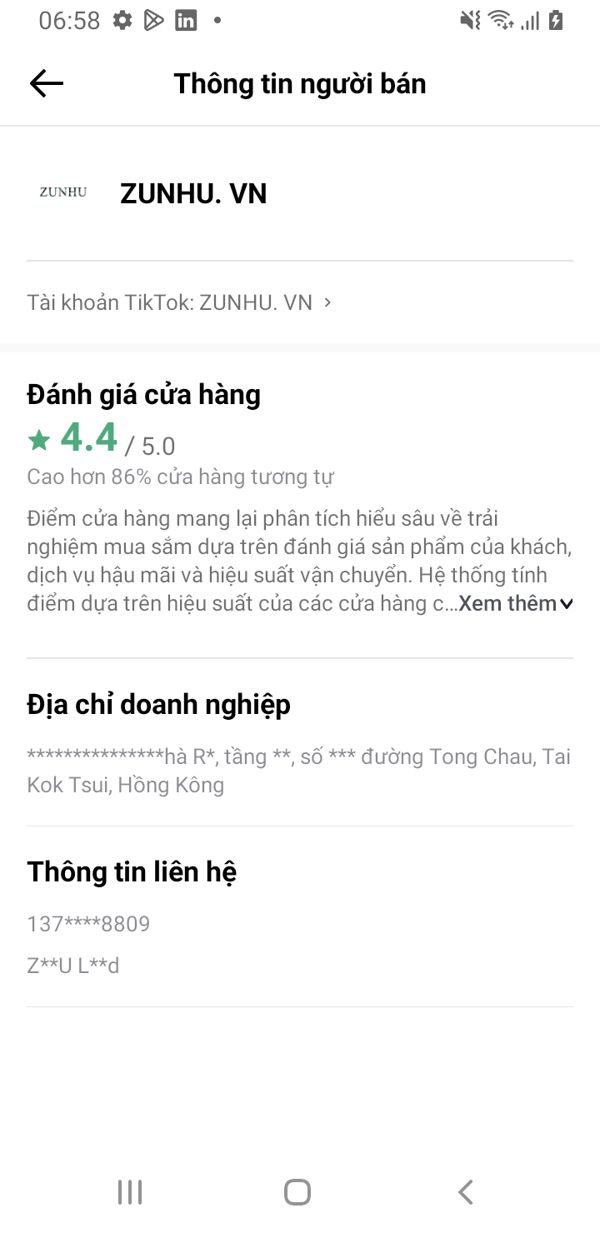 06:58
Thông tin người bán
ZUNHU
ZUNHU. VN
Tài khoản TikTok: ZUNHU. VN
Đánh giá cửa hàng
4.4 / 5.0
Cao hơn 86% cửa hàng tương tự
Điểm cửa hàng mang lại phân tích hiểu sâu về trải
nghiệm mua sắm dựa trên đánh giá sản phẩm của khách,
dịch vụ hậu mãi và hiệu suất vận chuyển. Hệ thống tính
điểm dựa trên hiệu suất của các cửa hàng c...Xem thêm
Địa chỉ doanh nghiệp
***************hà R*, tầng **, số *** đường Tong Chau, Tai
Kok Tsui, Hồng Kông
Thông tin liên hệ
137****8809
Z**U L**d